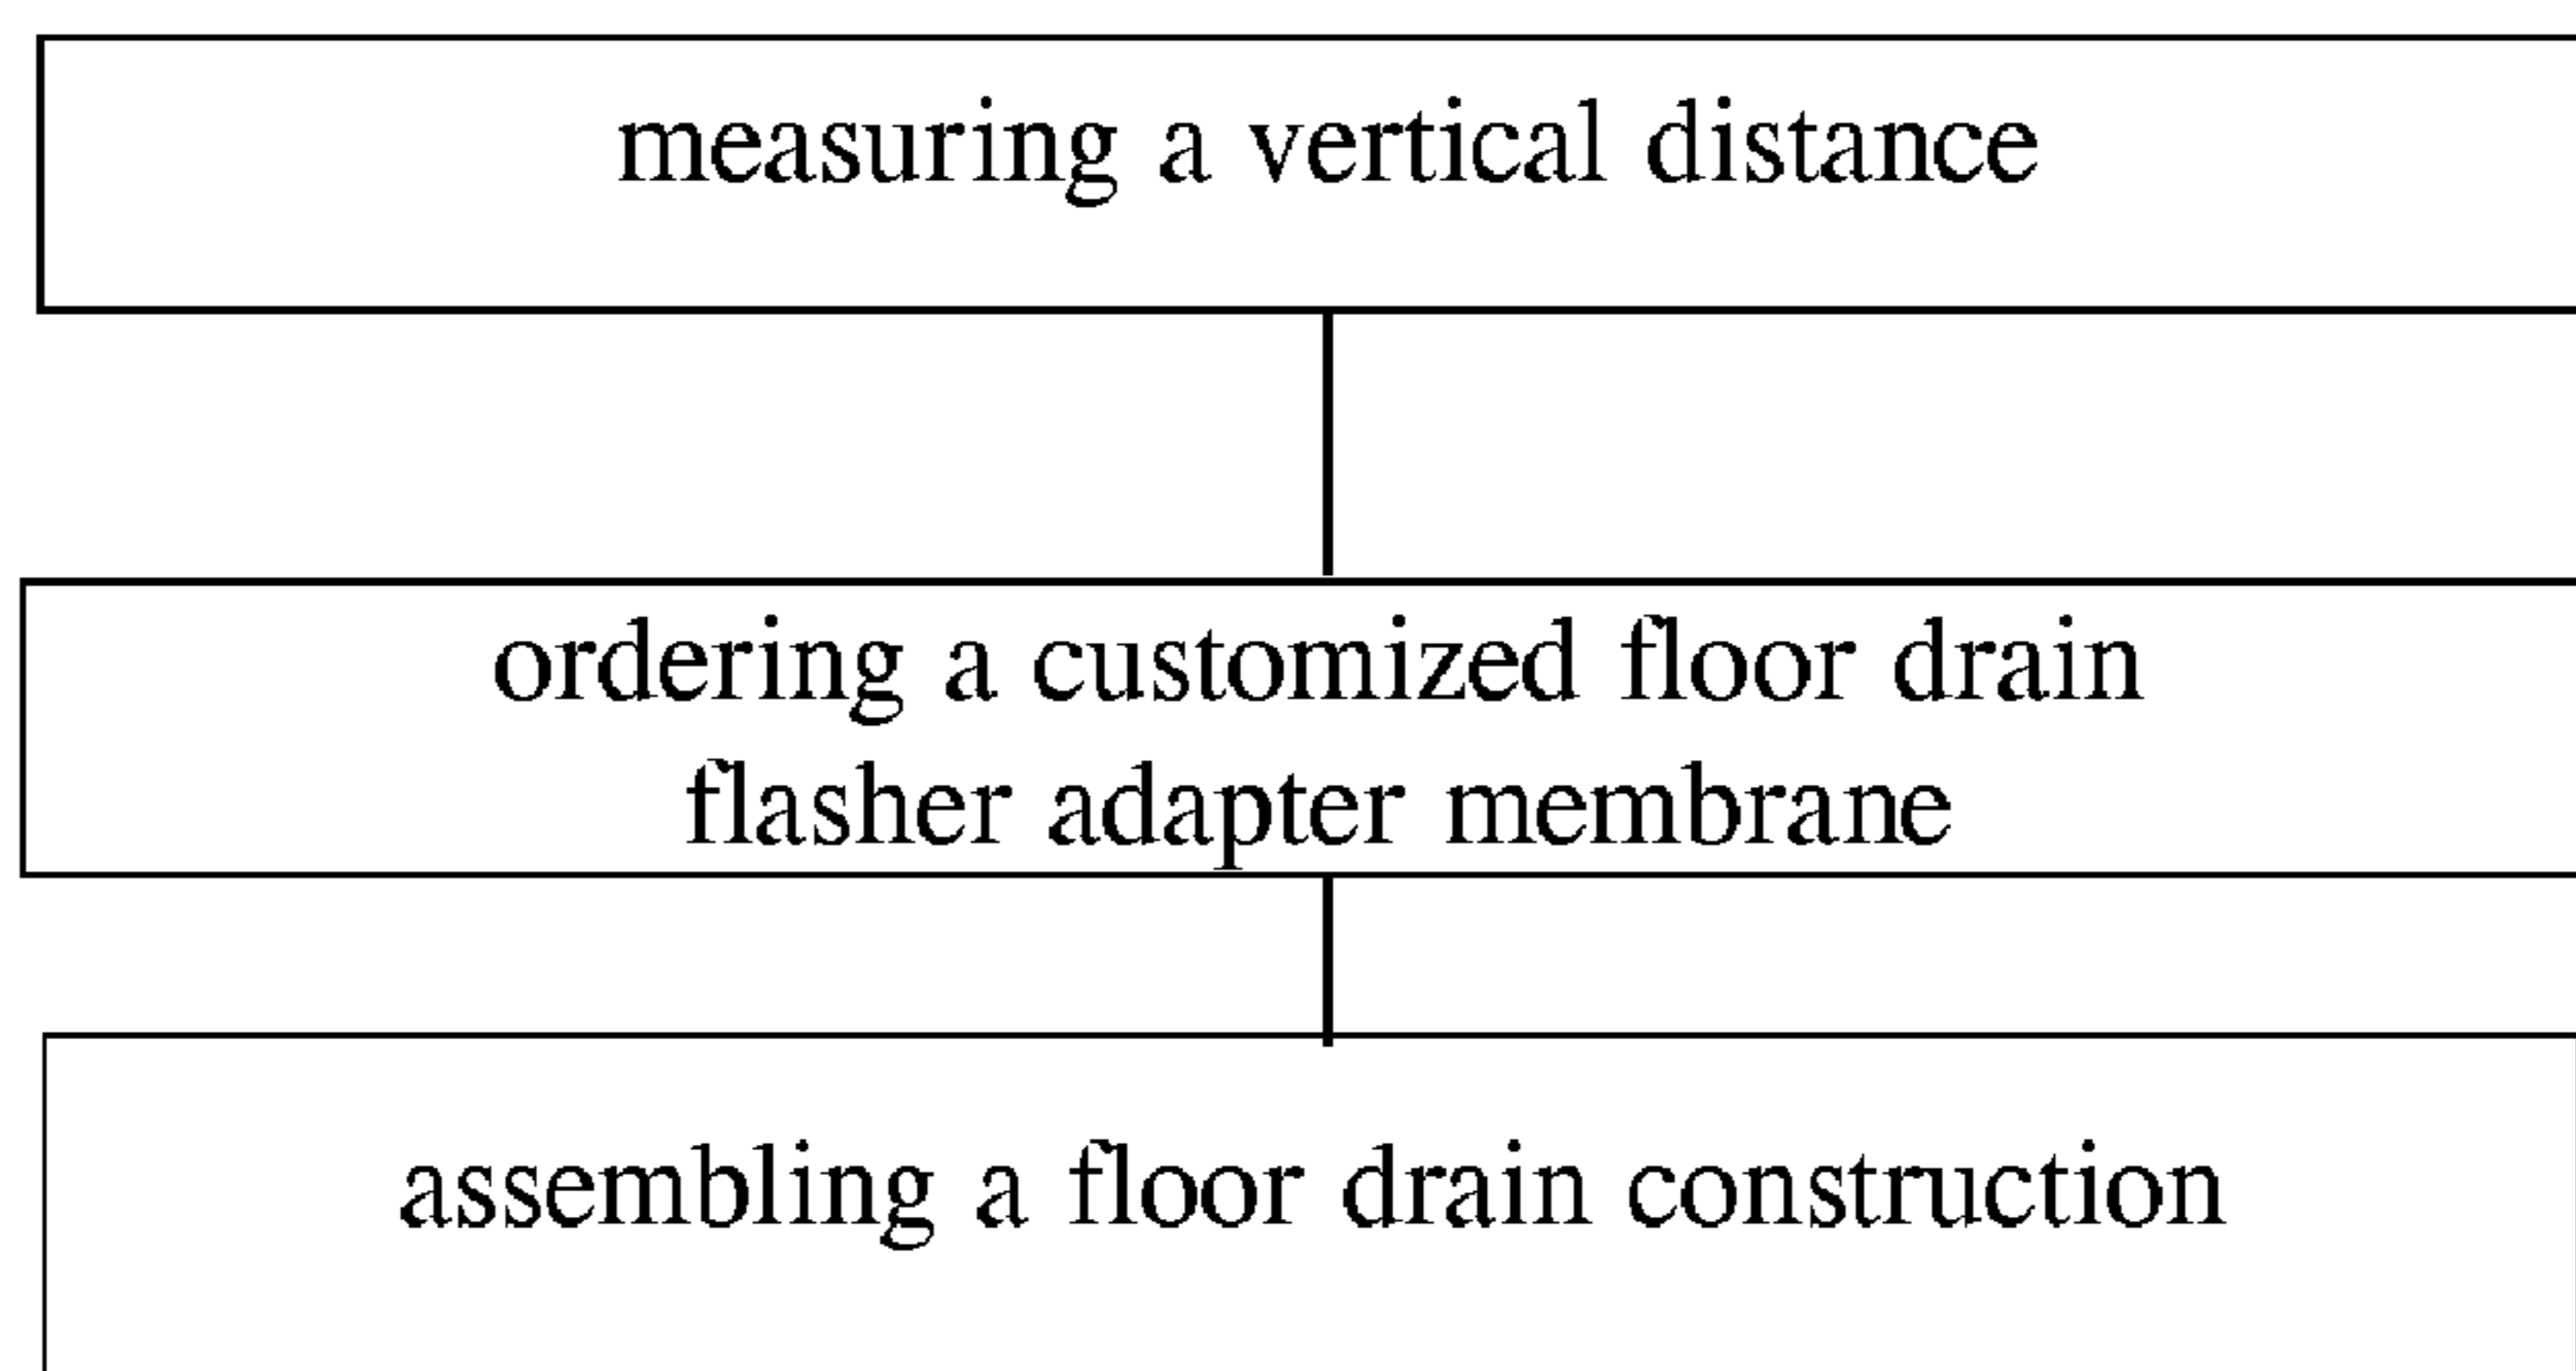 measuring a vertical distance
ordering a customized floor drain
flasher adapter membrane
assembling a floor drain construction